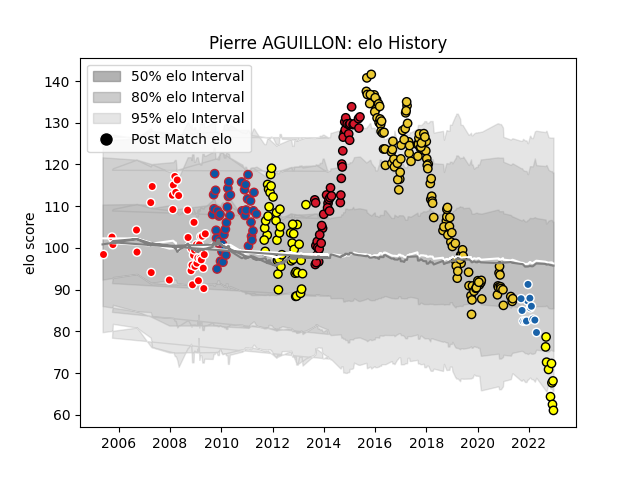 Pierre AGUILLON: elo History
50% elo Interval
80% elo Interval
95% elo Interval
Post Match elo
elo score
140
130
120
110
100
90
80
70
60
2006 2008 2010 2012 2014 2016 2018 2020 2022